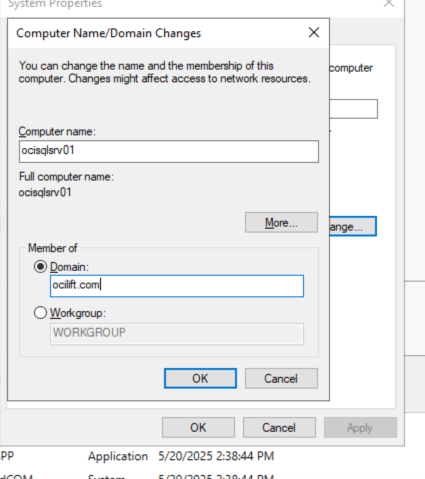 System Properties
Computer Name/Domain Changes
You can change the name and the membership of this
computer. Changes might affect access to network resources.
computer
Computer name:
ocisqlsrv01
Full computer name:
ocisqlsrv01
More...
ange...
Member of
Domain:
ocilift.com
Workgroup:
WORKGROUP
OK Cancel
OK Cancel Apply
PP Application 5/20/2025 2:38:44 PM
dCOM System 5/20/2025 2:38:44 PM